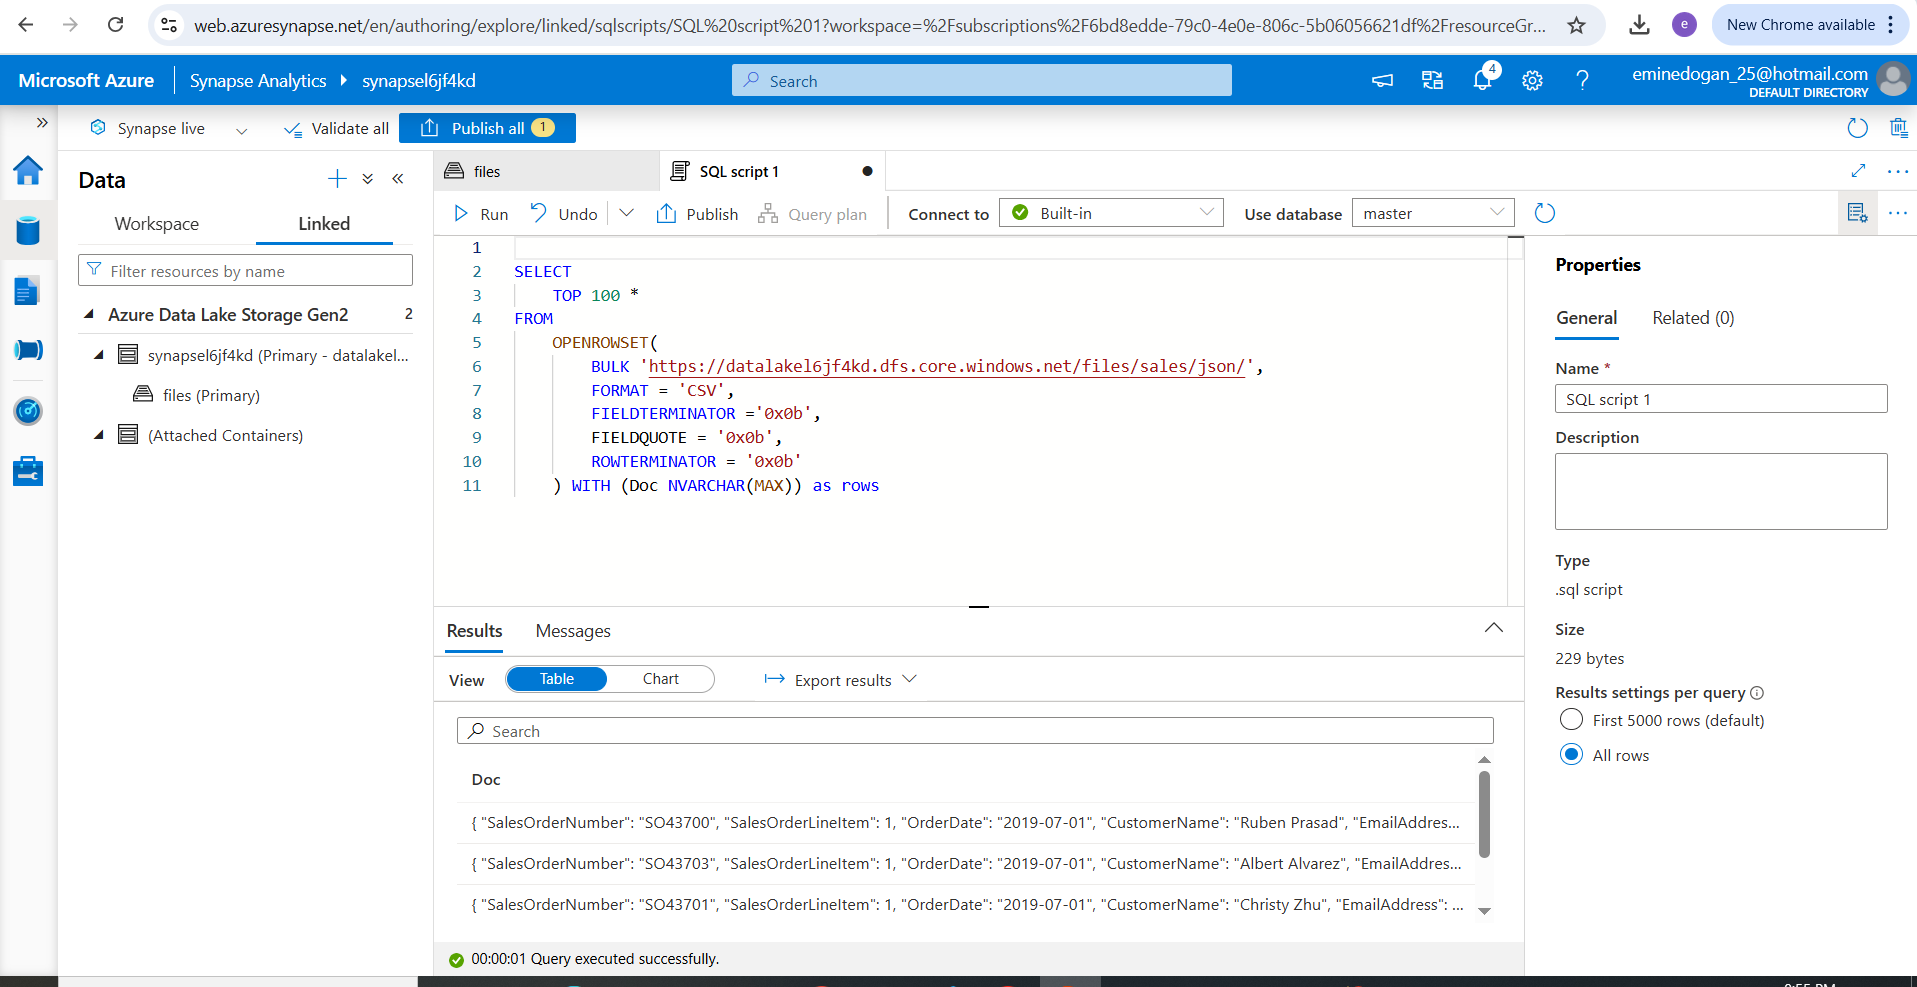 web.azuresynapse.net/en/authoring/explore/linked/sqlscripts/SQL%20script%201?workspace=%2Fsubscriptions%2F6bd8edde-79c0-4e0e-806c-5b06056621df%2FresourceGr...
e
New Chrome available
Microsoft Azure
Synapse Analytics
synapsel6jf4kd
Search
4
eminedogan_25@hotmail.com
DEFAULT DIRECTORY
Synapse live
Validate all
Publish all 1
Data
Workspace
Linked
Filter resources by name
Azure Data Lake Storage Gen2 2
synapsel6jf4kd (Primary - datalakel...
files (Primary)
(Attached Containers)
files
SQL script 1
Run
Undo
Publish
Query plan
Connect to
Built-in
Use database
master
1
2 SELECT
3 TOP 100 *
4 FROM
5 OPENROWSET(
6 BULK 'https://datalakel6jf4kd.dfs.core.windows.net/files/sales/json/',
7 FORMAT = 'CSV',
8 FIELDTERMINATOR ='0x0b',
9 FIELDQUOTE = '0x0b',
10 ROWTERMINATOR = '0x0b'
11 ) WITH (Doc NVARCHAR(MAX)) as rows
Results
Messages
View
Table
Chart
Export results
Search
Doc
{ "SalesOrderNumber": "SO43700", "SalesOrderLineItem": 1, "OrderDate": "2019-07-01", "CustomerName": "Ruben Prasad", "EmailAddres...
{ "SalesOrderNumber": "SO43703", "SalesOrderLineItem": 1, "OrderDate": "2019-07-01", "CustomerName": "Albert Alvarez", "EmailAddres...
{ "SalesOrderNumber": "SO43701", "SalesOrderLineItem": 1, "OrderDate": "2019-07-01", "CustomerName": "Christy Zhu", "EmailAddress": ...
00:00:01 Query executed successfully.
Properties
General
Related (0)
Name *
SQL script 1
Description
Type
.sql script
Size
229 bytes
Results settings per query
First 5000 rows (default)
All rows